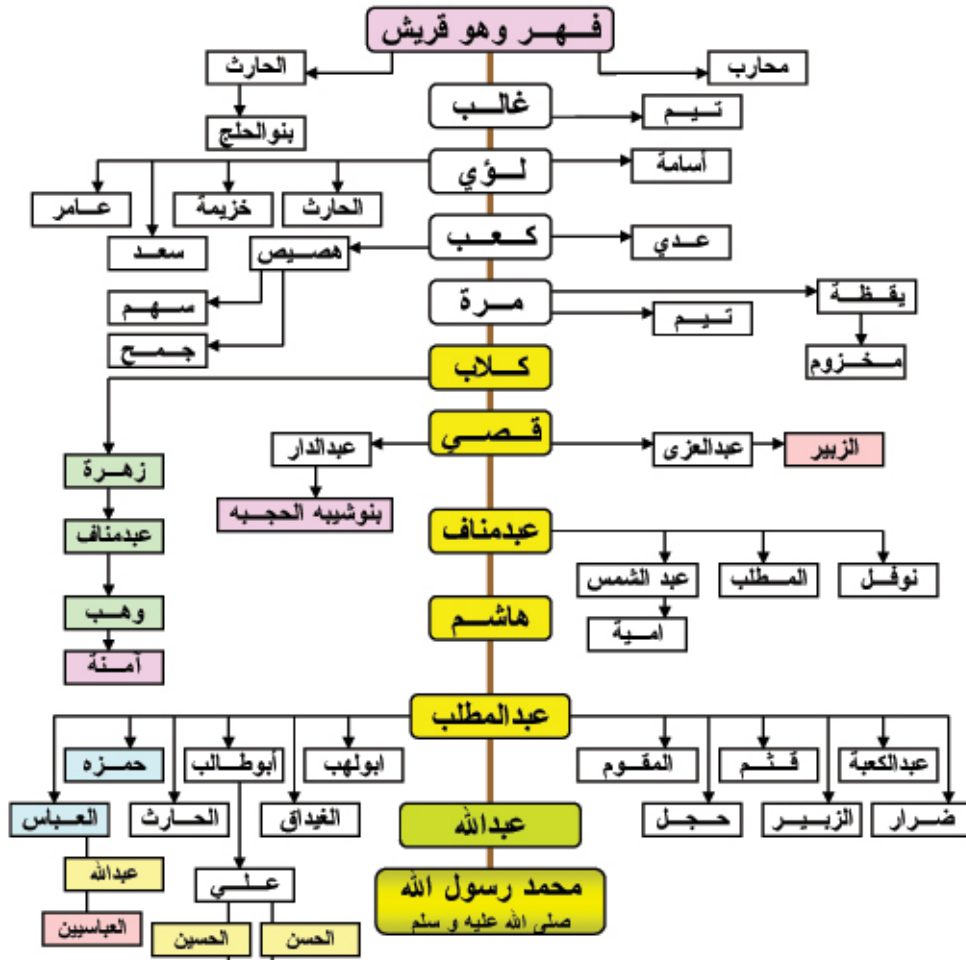 فهر وهو قريش
محارب
الحارث
غالب
تيم
بنوالحلج
لؤي
أسامة
الحارث
خزيمة
عامر
كعب
عدي
هصيص
سعد
مرة
يقظة
تيم
سهم
جمح
مخزوم
كلاب
قصي
الزبير
عبدالعزى
عبدالدار
زهرة
بنوشيبه الحجبه
عبدمناف
عبدمناف
نوفل
المطلب
عبد الشمس
هاشم
امية
وهب
آمنة
عبدالمطلب
عبدالكعبة
قثم
المقوم
ابولهب
أبوطالب
حمزه
ضرار
الزبير
حجل
عبدالله
الغيداق
الحارث
العباس
عبدالله
علي
محمد رسول الله
صلى الله عليه و سلم
العباسيين
الحسن
الحسين